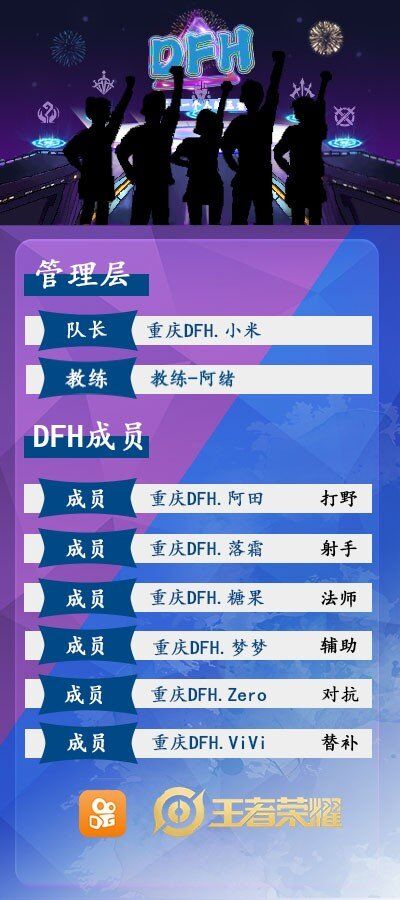 DFH
管理层
队长 重庆DFH.小米
教练 教练-阿绪
DFH成员
成员 重庆DFH.阿田 打野
成员 重庆DFH.落霜 射手
成员 重庆DFH.糖果 法师
成员 重庆DFH.梦梦 辅助
成员 重庆DFH.Zero 对抗
成员 重庆DFH.ViVi 替补
王者荣耀